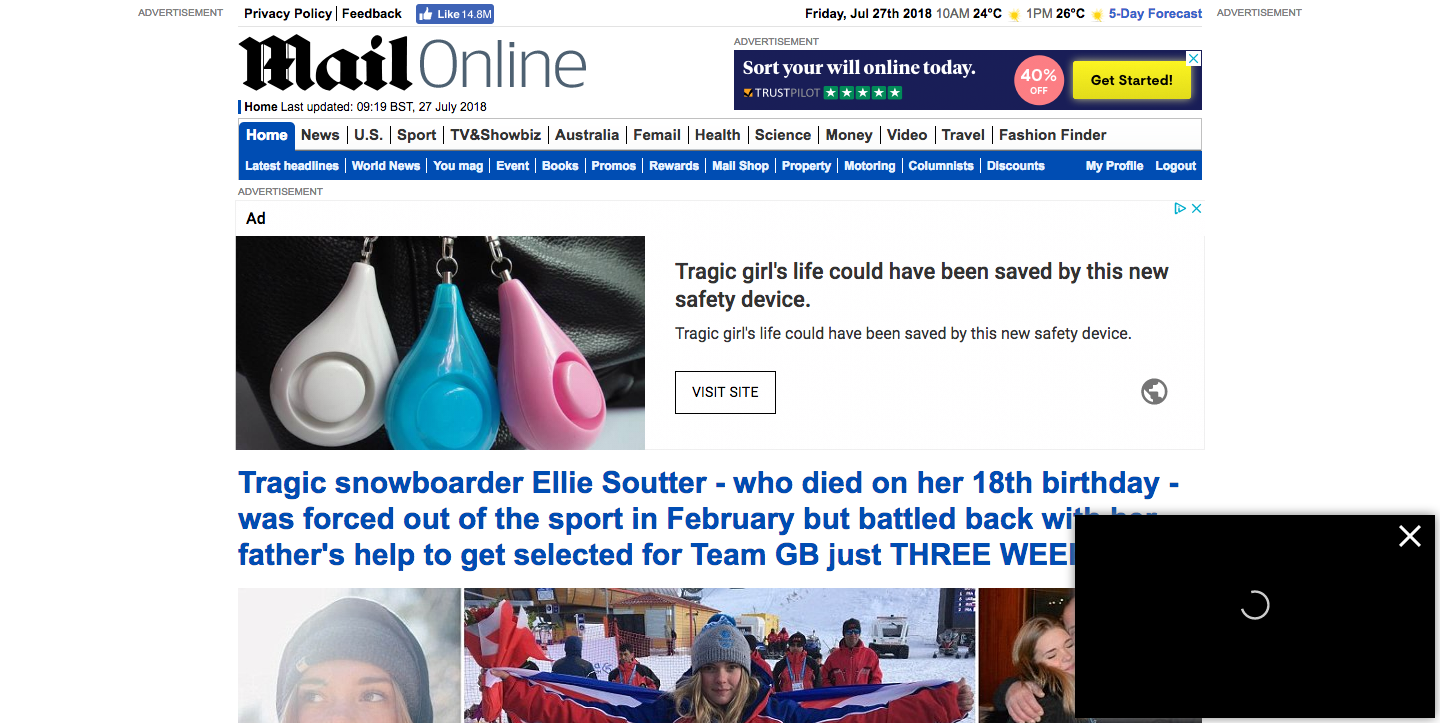 ADVERTISEMENT
Privacy Policy Feedback Like 14.8M
Friday, Jul 27th 2018 10AM 24°C 1PM 26°C 5-Day Forecast
ADVERTISEMENT
Mail Online
ADVERTISEMENT
Sort your will online today.
TRUSTPILOT
40% OFF
Get Started!
Home Last updated: 09:19 BST, 27 July 2018
Home News U.S. Sport TV&Showbiz Australia Femail Health Science Money Video Travel Fashion Finder
Latest headlines World News You mag Event Books Promos Rewards Mail Shop Property Motoring Columnists Discounts My Profile Logout
ADVERTISEMENT
Ad
Tragic girl's life could have been saved by this new
safety device.
Tragic girl's life could have been saved by this new safety device.
VISIT SITE
Tragic snowboarder Ellie Soutter - who died on her 18th birthday -
was forced out of the sport in February but battled back with her
father's help to get selected for Team GB just THREE